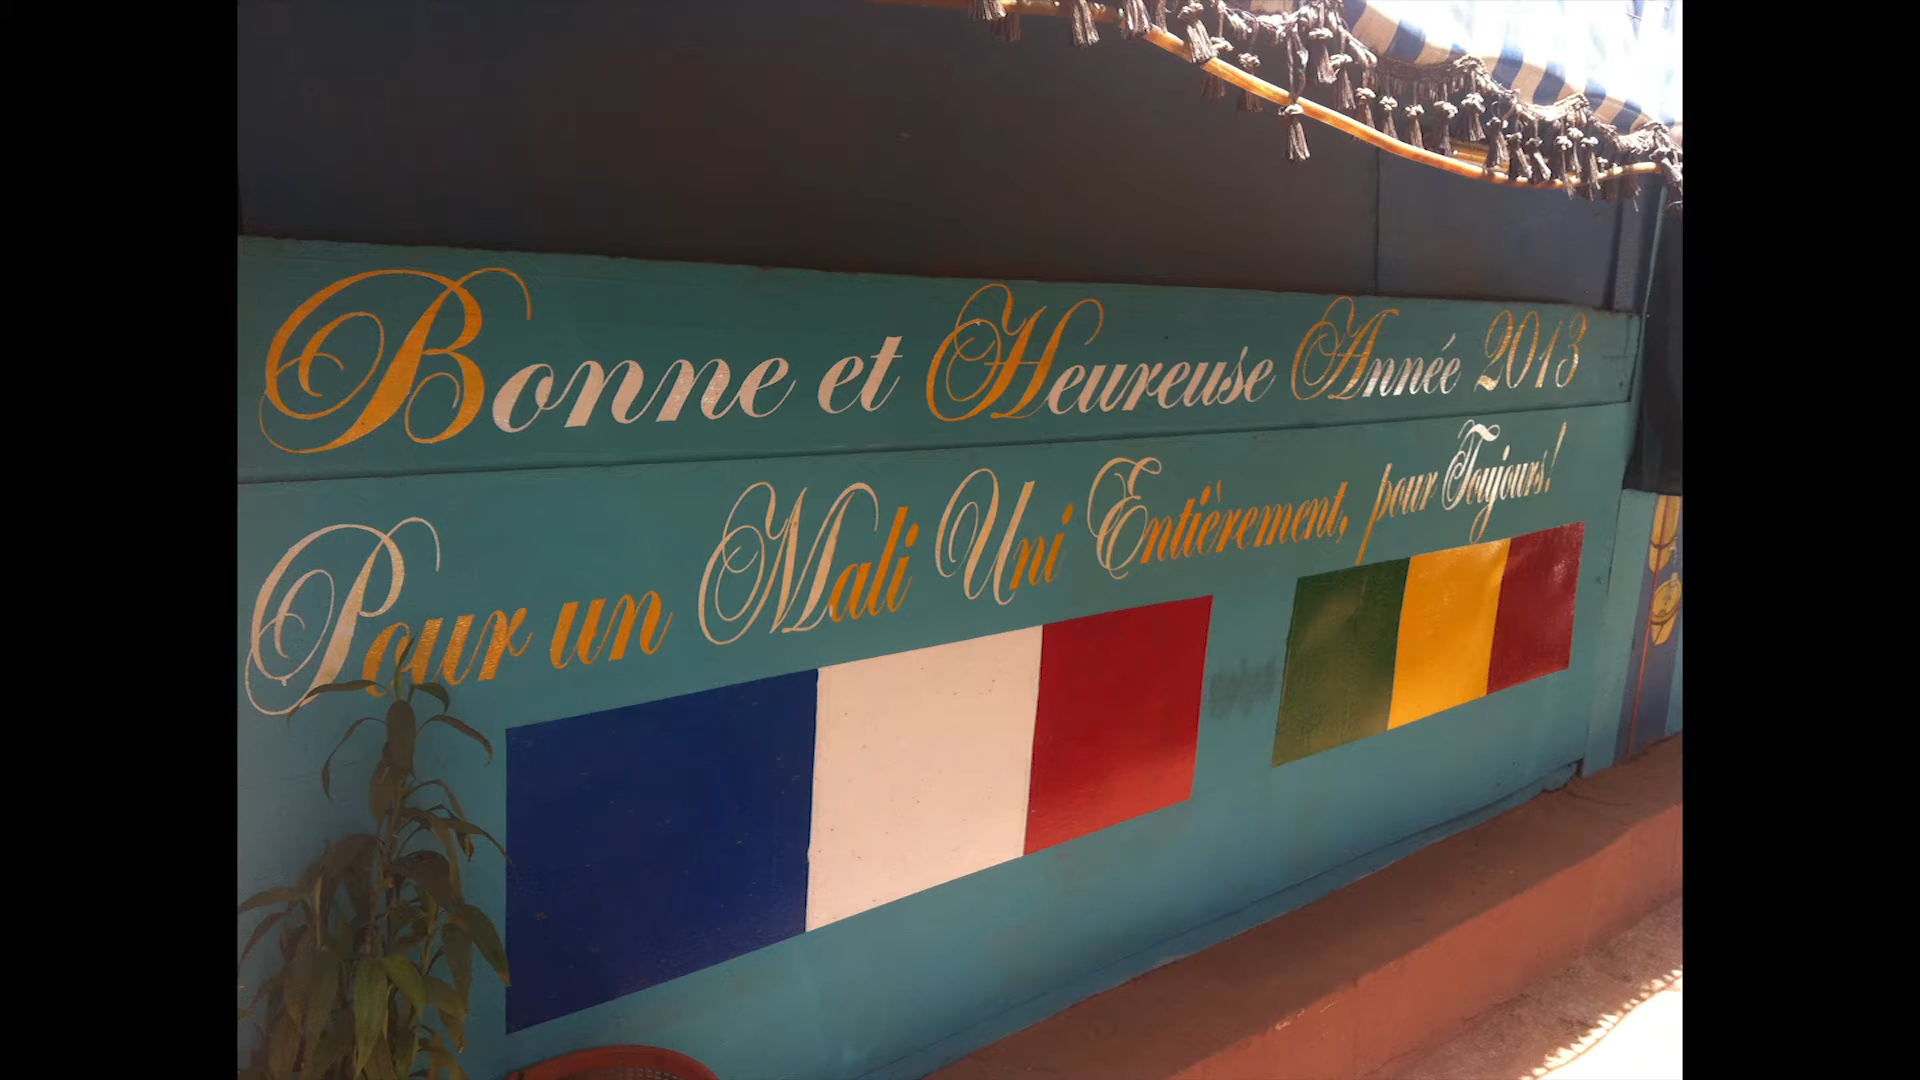 Bonne et Heureuse Année 2013
Pour un Mali Uni Entièrement, pour Toujours!